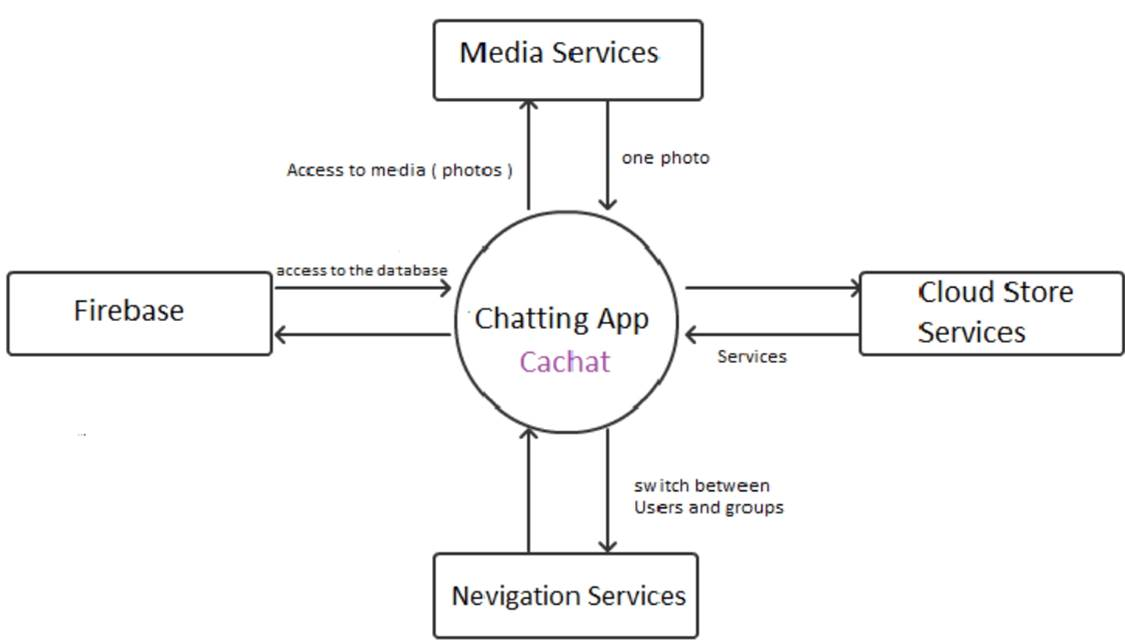 Media Services
Access to media ( photos )
one photo
access to the database
Firebase
Chatting App
Cachat
Cloud Store
Services
Services
switch between
Users and groups
Nevigation Services